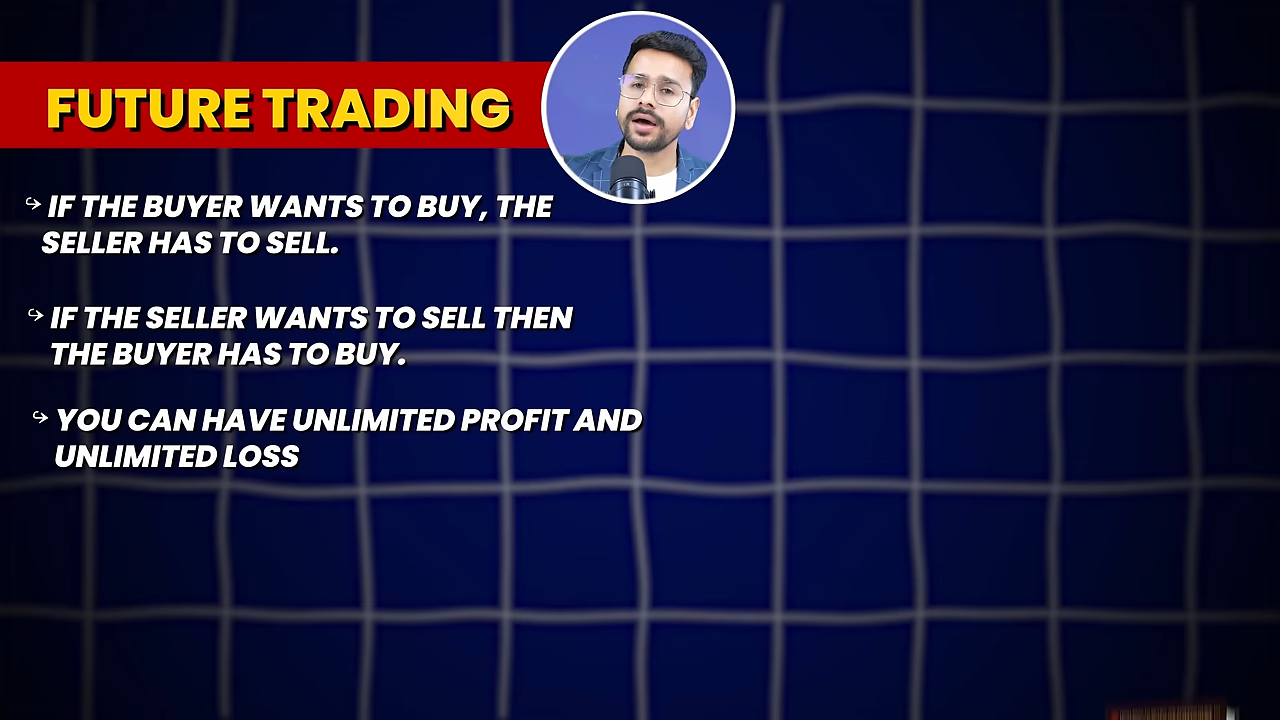 FUTURE TRADING
↪ IF THE BUYER WANTS TO BUY, THE
SELLER HAS TO SELL.
↪ IF THE SELLER WANTS TO SELL THEN
THE BUYER HAS TO BUY.
↪ YOU CAN HAVE UNLIMITED PROFIT AND
UNLIMITED LOSS